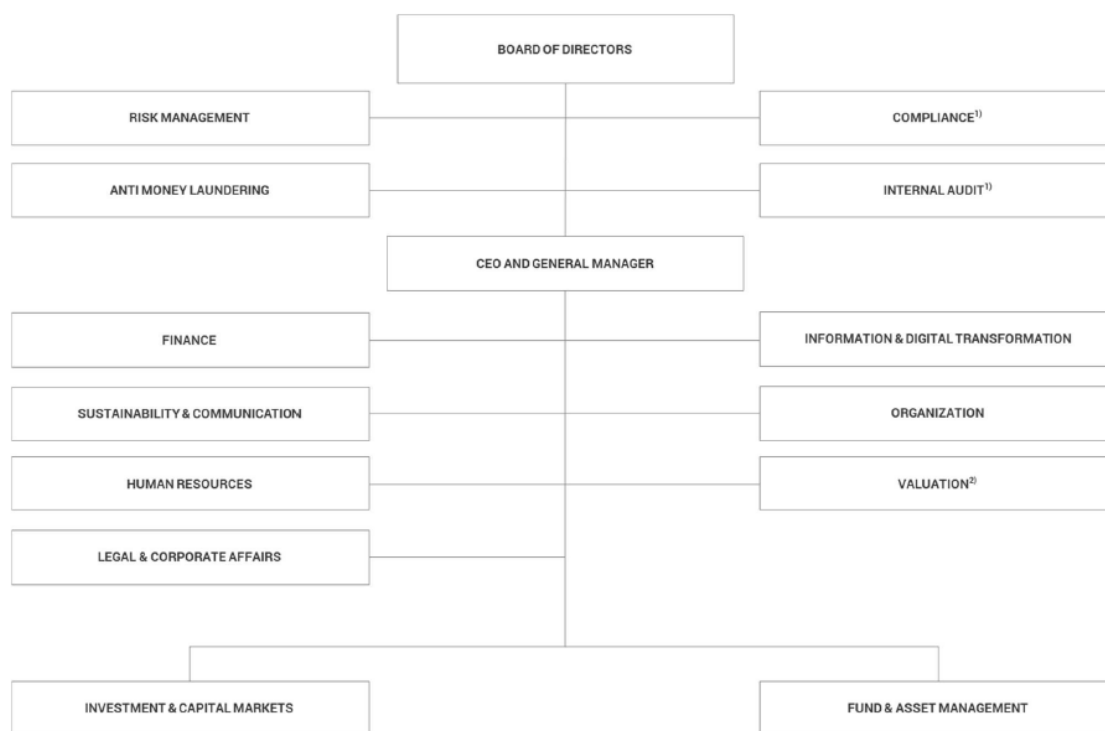 BOARD OF DIRECTORS
RISK MANAGEMENT
COMPLIANCE1)
ANTI MONEY LAUNDERING
INTERNAL AUDIT1)
CEO AND GENERAL MANAGER
FINANCE
INFORMATION & DIGITAL TRANSFORMATION
SUSTAINABILITY & COMMUNICATION
ORGANIZATION
HUMAN RESOURCES
VALUATION2)
LEGAL & CORPORATE AFFAIRS
INVESTMENT & CAPITAL MARKETS
FUND & ASSET MANAGEMENT